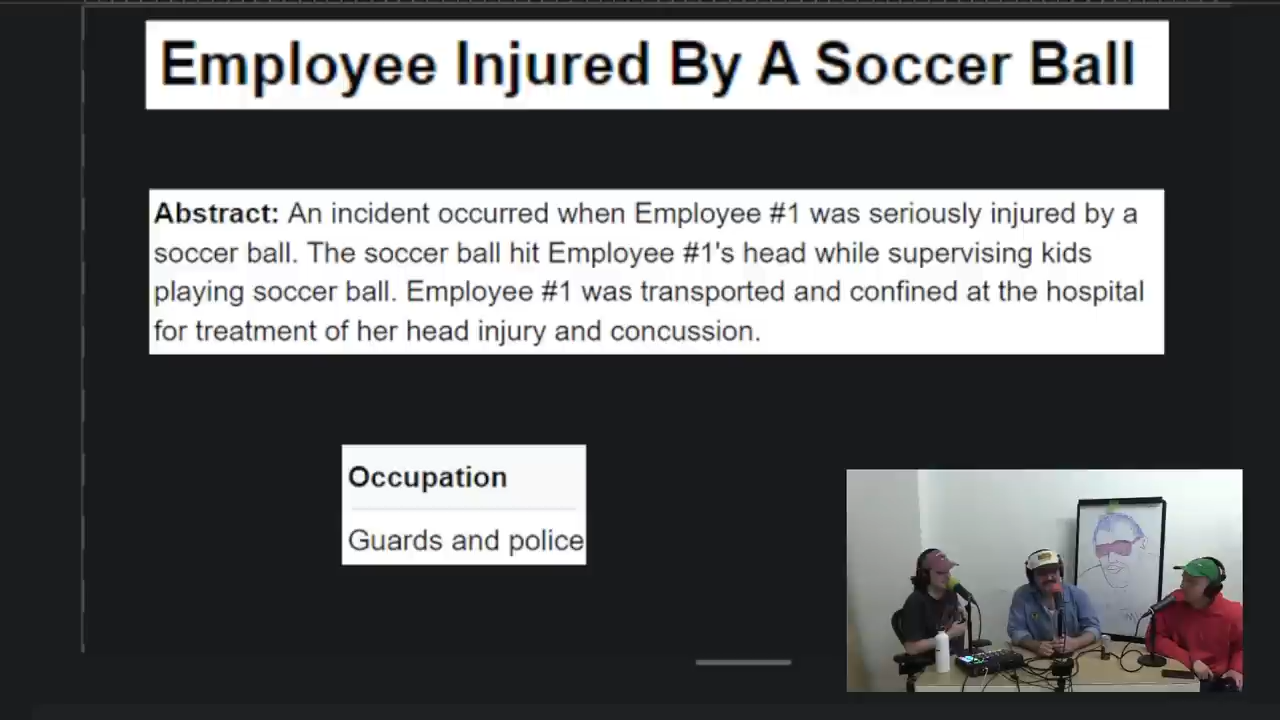 Employee Injured By A Soccer Ball
Abstract: An incident occurred when Employee #1 was seriously injured by a
soccer ball. The soccer ball hit Employee #1's head while supervising kids
playing soccer ball. Employee #1 was transported and confined at the hospital
for treatment of her head injury and concussion.
Occupation
Guards and police